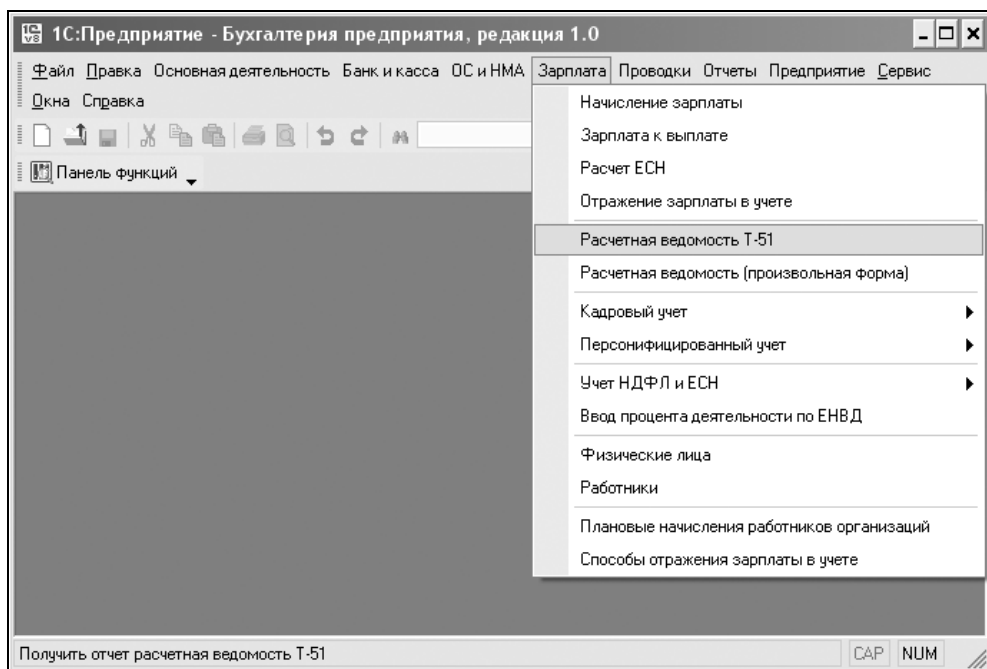 1С:Предприятие - Бухгалтерия предприятия, редакция 1.0
Файл Правка Основная деятельность Банк и касса ОС и НМА Зарплата Проводки Отчеты Предприятие Сервис
Окна Справка
Панель функций
Начисление зарплаты
Зарплата к выплате
Расчет ЕСН
Отражение зарплаты в учете
Расчетная ведомость Т-51
Расчетная ведомость (произвольная форма)
Кадровый учет
Персонифицированный учет
Учет НДФЛ и ЕСН
Ввод процента деятельности по ЕНВД
Физические лица
Работники
Плановые начисления работников организаций
Способы отражения зарплаты в учете
Получить отчет расчетная ведомость Т-51 CAP NUM